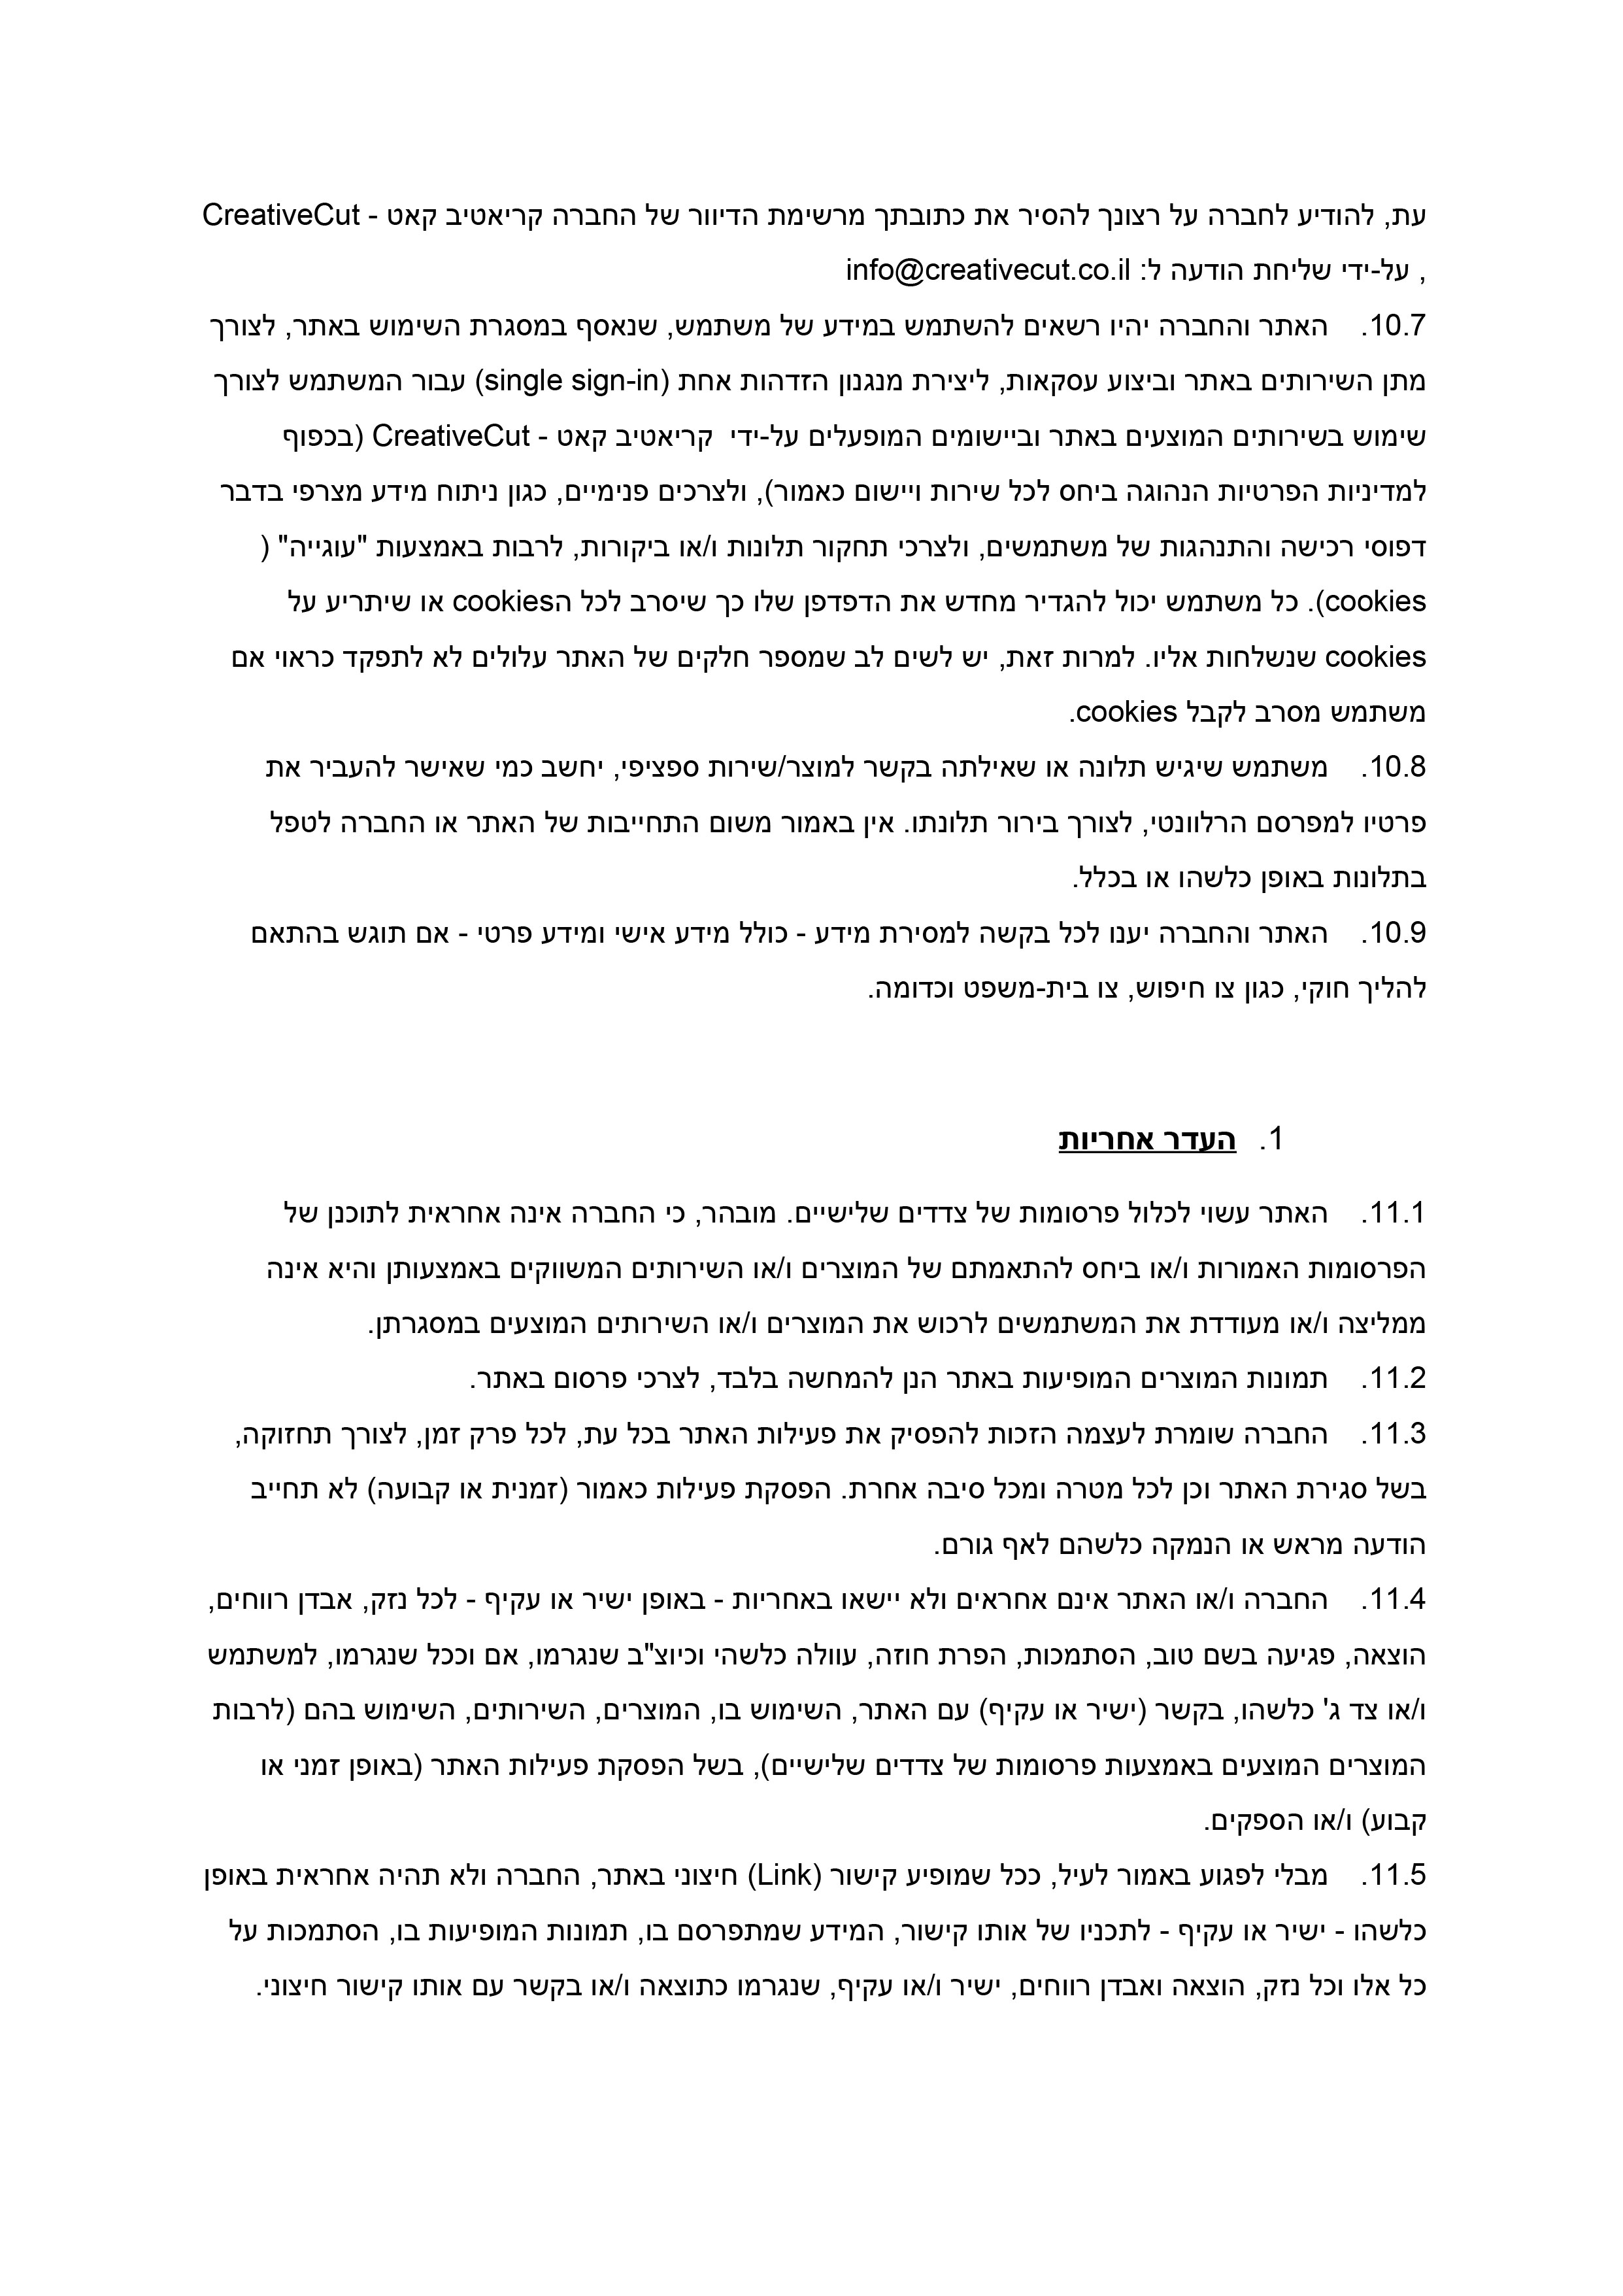 עת, להודיע לחברה על רצונך להסיר את כתובתך מרשימת הדיוור של החברה קריאטיב קאט - CreativeCut
, על-ידי שליחת הודעה ל: info@creativecut.co.il
10.7. האתר והחברה יהיו רשאים להשתמש במידע של משתמש, שנאסף במסגרת השימוש באתר, לצורך
מתן השירותים באתר וביצוע עסקאות, ליצירת מנגנון הזדהות אחת (single sign-in) עבור המשתמש לצורך
שימוש בשירותים המוצעים באתר וביישומים המופעלים על-ידי קריאטיב קאט - CreativeCut (בכפוף
למדיניות הפרטיות הנהוגה ביחס לכל שירות ויישום כאמור), ולצרכים פנימיים, כגון ניתוח מידע מצרפי בדבר
דפוסי רכישה והתנהגות של משתמשים, ולצרכי תחקור תלונות ו/או ביקורות, לרבות באמצעות "עוגייה" (
cookies). כל משתמש יכול להגדיר מחדש את הדפדפן שלו כך שיסרב לכל הcookies או שיתריע על
cookies שנשלחות אליו. למרות זאת, יש לשים לב שמספר חלקים של האתר עלולים לא לתפקד כראוי אם
משתמש מסרב לקבל cookies.
10.8. משתמש שיגיש תלונה או שאילתה בקשר למוצר/שירות ספציפי, יחשב כמי שאישר להעביר את
פרטיו למפרסם הרלוונטי, לצורך בירור תלונתו. אין באמור משום התחייבות של האתר או החברה לטפל
בתלונות באופן כלשהו או בכלל.
10.9. האתר והחברה יענו לכל בקשה למסירת מידע - כולל מידע אישי ומידע פרטי - אם תוגש בהתאם
להליך חוקי, כגון צו חיפוש, צו בית-משפט וכדומה.
1. העדר אחריות
11.1. האתר עשוי לכלול פרסומות של צדדים שלישיים. מובהר, כי החברה אינה אחראית לתוכנן של
הפרסומות האמורות ו/או ביחס להתאמתם של המוצרים ו/או השירותים המשווקים באמצעותן והיא אינה
ממליצה ו/או מעודדת את המשתמשים לרכוש את המוצרים ו/או השירותים המוצעים במסגרתן.
11.2. תמונות המוצרים המופיעות באתר הנן להמחשה בלבד, לצרכי פרסום באתר.
11.3. החברה שומרת לעצמה הזכות להפסיק את פעילות האתר בכל עת, לכל פרק זמן, לצורך תחזוקה,
בשל סגירת האתר וכן לכל מטרה ומכל סיבה אחרת. הפסקת פעילות כאמור (זמנית או קבועה) לא תחייב
הודעה מראש או הנמקה כלשהם לאף גורם.
11.4. החברה ו/או האתר אינם אחראים ולא יישאו באחריות - באופן ישיר או עקיף - לכל נזק, אבדן רווחים,
הוצאה, פגיעה בשם טוב, הסתמכות, הפרת חוזה, עוולה כלשהי וכיוצ"ב שנגרמו, אם וככל שנגרמו, למשתמש
ו/או צד ג' כלשהו, בקשר (ישיר או עקיף) עם האתר, השימוש בו, המוצרים, השירותים, השימוש בהם (לרבות
המוצרים המוצעים באמצעות פרסומות של צדדים שלישיים), בשל הפסקת פעילות האתר (באופן זמני או
קבוע) ו/או הספקים.
11.5. מבלי לפגוע באמור לעיל, ככל שמופיע קישור (Link) חיצוני באתר, החברה ולא תהיה אחראית באופן
כלשהו - ישיר או עקיף - לתכניו של אותו קישור, המידע שמתפרסם בו, תמונות המופיעות בו, הסתמכות על
כל אלו וכל נזק, הוצאה ואבדן רווחים, ישיר ו/או עקיף, שנגרמו כתוצאה ו/או בקשר עם אותו קישור חיצוני.